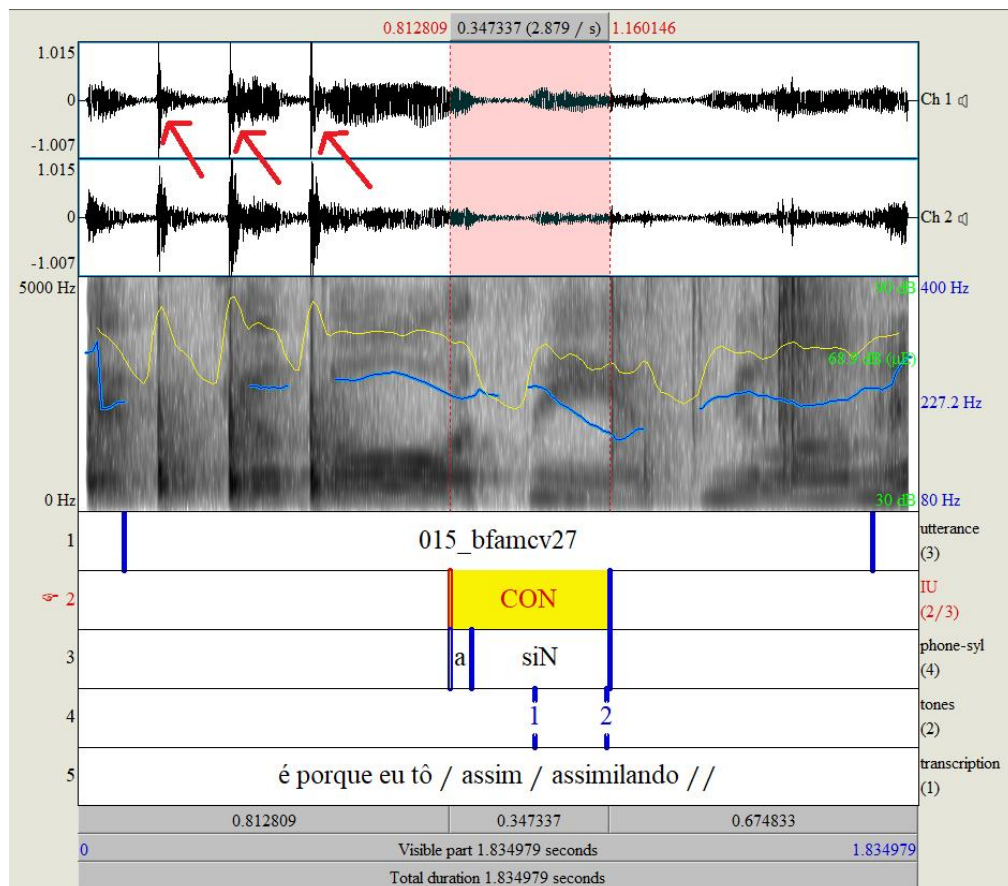 0.812809 0.347337 (2.879 / s) 1.160146
1.015
0
-1.007
Ch 1
1.015
0
-1.007
Ch 2
5000 Hz
400 Hz
68.9 dB (µE)
227.2 Hz
0 Hz
30 dB
80 Hz
1 015_bfamcv27 utterance
(3)
2 CON IU
(2/3)
3 a siN phone-syl
(4)
4 1 2 tones
(2)
5 é porque eu tô / assim / assimilando // transcription
(1)
0.812809 0.347337 0.674833
0 Visible part 1.834979 seconds 1.834979
Total duration 1.834979 seconds